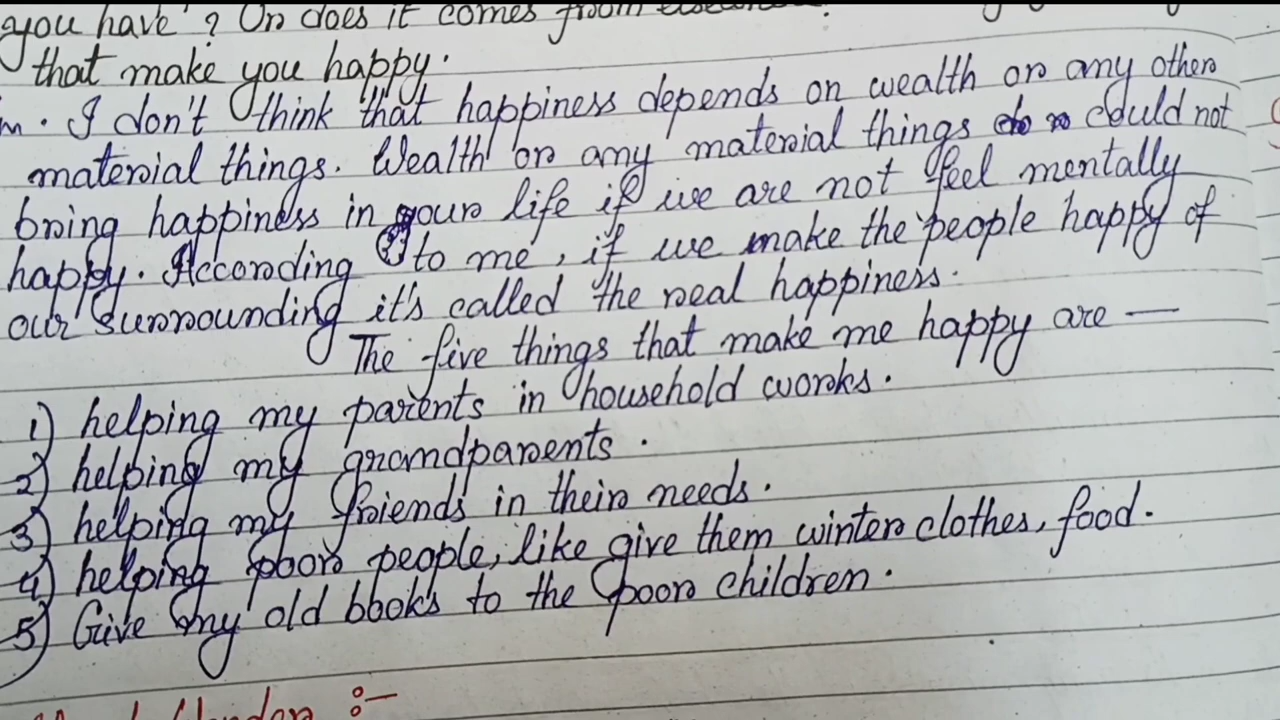 you have ? Or does it comes from
that make you happy.
I don't think that happiness depends on wealth or any other
material things. Wealth or any material things could not
bring happiness in your life if we are not feel mentally
happy. According to me, if we make the people happy of
our surrounding it's called the real happiness.
The five things that make me happy are —
1) helping my parents in household works.
2) helping my grandparents.
3) helping my friends in their needs.
4) helping poor people, like give them winter clothes, food.
5) Give my old books to the poor children.